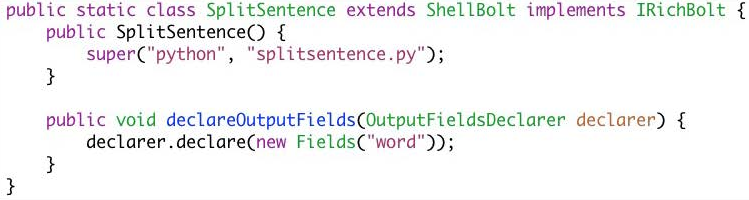 public static class SplitSentence extends ShellBolt implements IRichBolt {
    public SplitSentence() {
        super("python", "splitsentence.py");
    }

    public void declareOutputFields(OutputFieldsDeclarer declarer) {
        declarer.declare(new Fields("word"));
    }
}